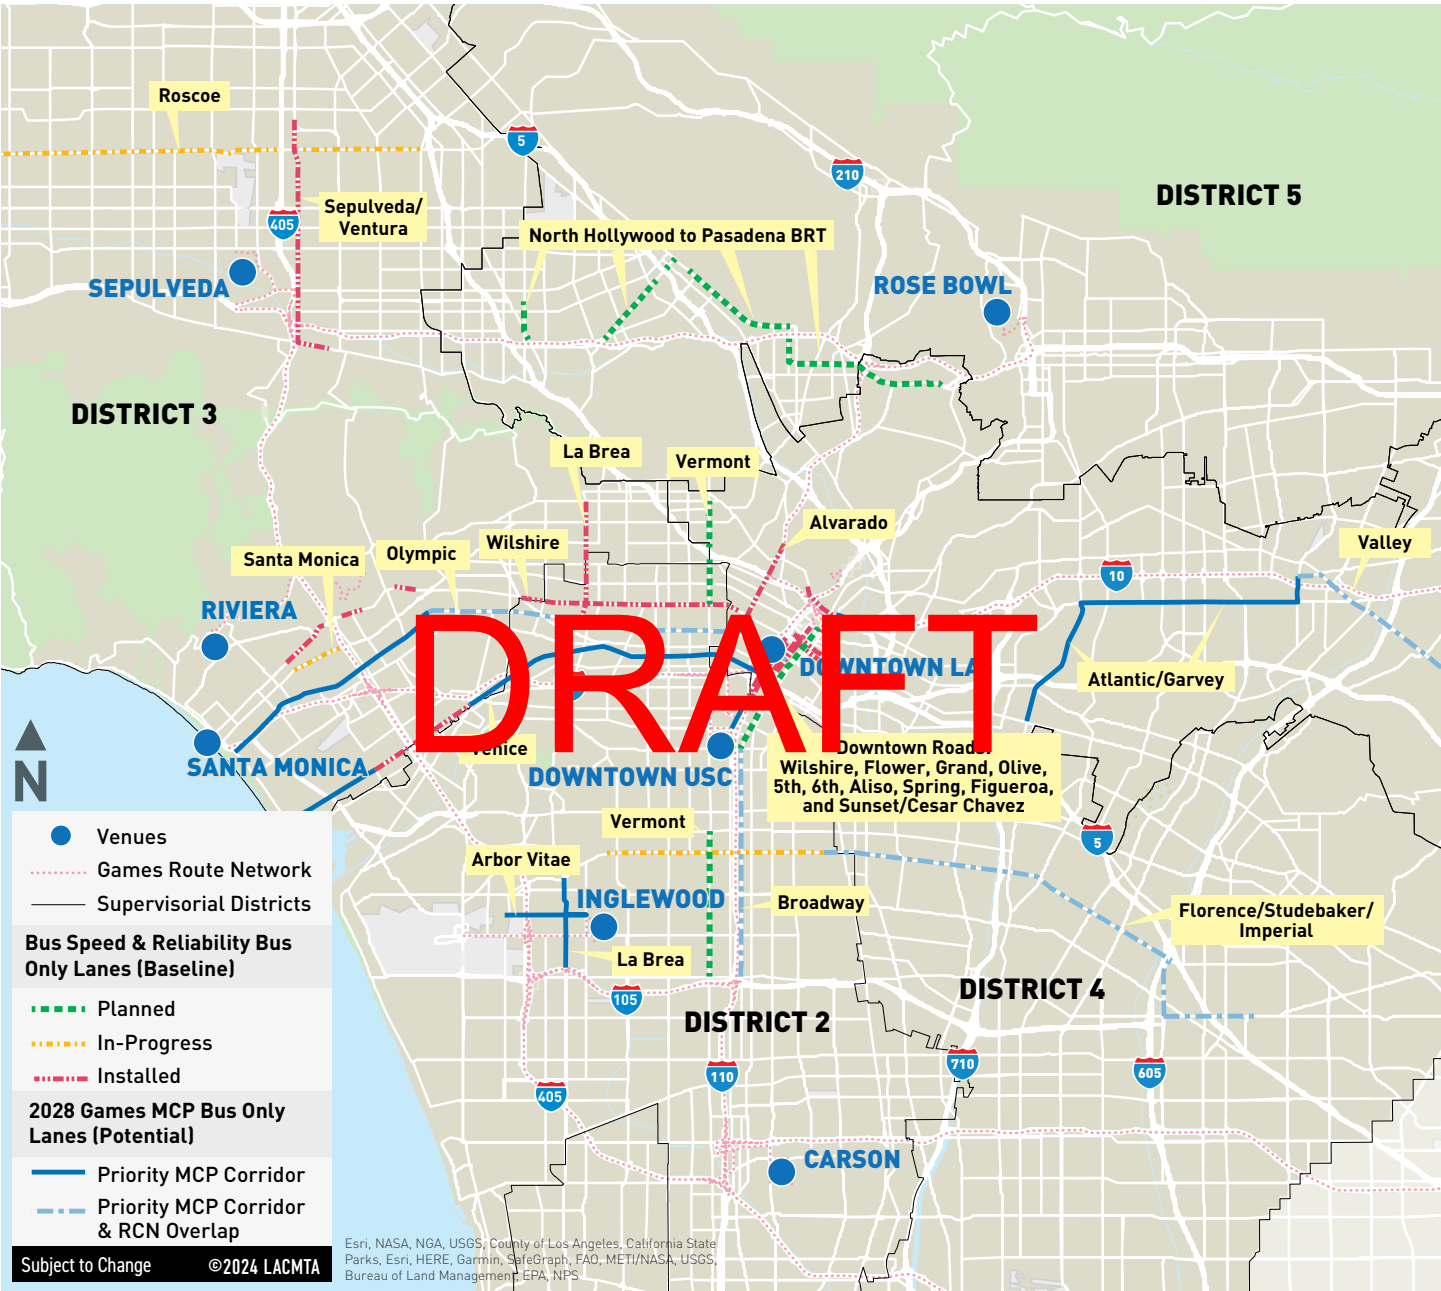 Roscoe
5
210
DISTRICT 5
Sepulveda/
Ventura
405
North Hollywood to Pasadena BRT
SEPULVEDA
ROSE BOWL
DISTRICT 3
La Brea
Vermont
Alvarado
Wilshire
Olympic
Santa Monica
Valley
10
RIVIERA
DRAFT
DOWNTOWN LA
Atlantic/Garvey
Venice
SANTA MONICA
DOWNTOWN USC
Downtown Roads:
Wilshire, Flower, Grand, Olive,
5th, 6th, Aliso, Spring, Figueroa,
and Sunset/Cesar Chavez
N
Vermont
5
Arbor Vitae
INGLEWOOD
Broadway
Florence/Studebaker/
Imperial
La Brea
105
DISTRICT 4
DISTRICT 2
710
605
110
405
CARSON
Venues
Games Route Network
Supervisorial Districts
Bus Speed & Reliability Bus
Only Lanes (Baseline)
Planned
In-Progress
Installed
2028 Games MCP Bus Only
Lanes (Potential)
Priority MCP Corridor
Priority MCP Corridor
& RCN Overlap
Subject to Change ©2024 LACMTA
Esri, NASA, NGA, USGS, County of Los Angeles, California State
Parks, Esri, HERE, Garmin, SafeGraph, FAO, METI/NASA, USGS,
Bureau of Land Management, EPA, NPS